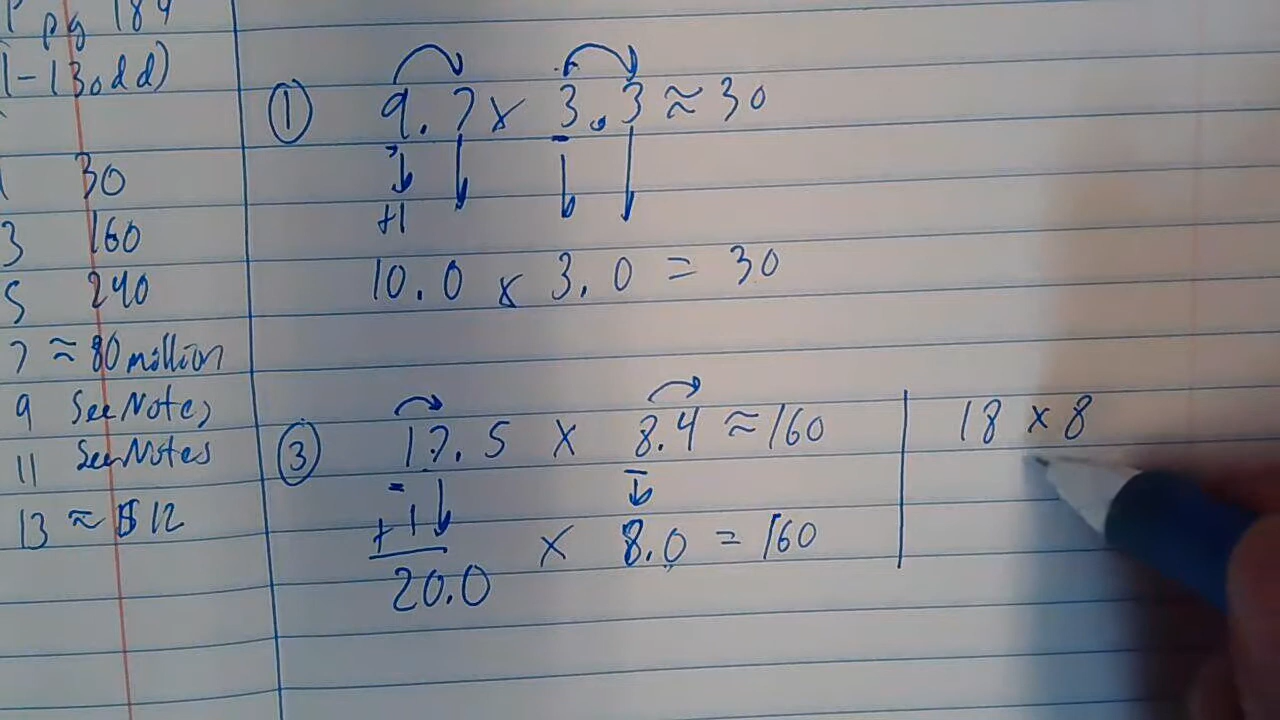 P pg 184
(1-13odd)
1 30
3 160
5 240
7 ≈ 80 million
9 See Notes
11 See Notes
13 ≈ $12
① 9.7 x 3.3 ≈ 30
+1
10.0 x 3.0 = 30
③ 17.5 x 8.4 ≈ 160
+1
20.0 x 8.0 = 160
18 x 8